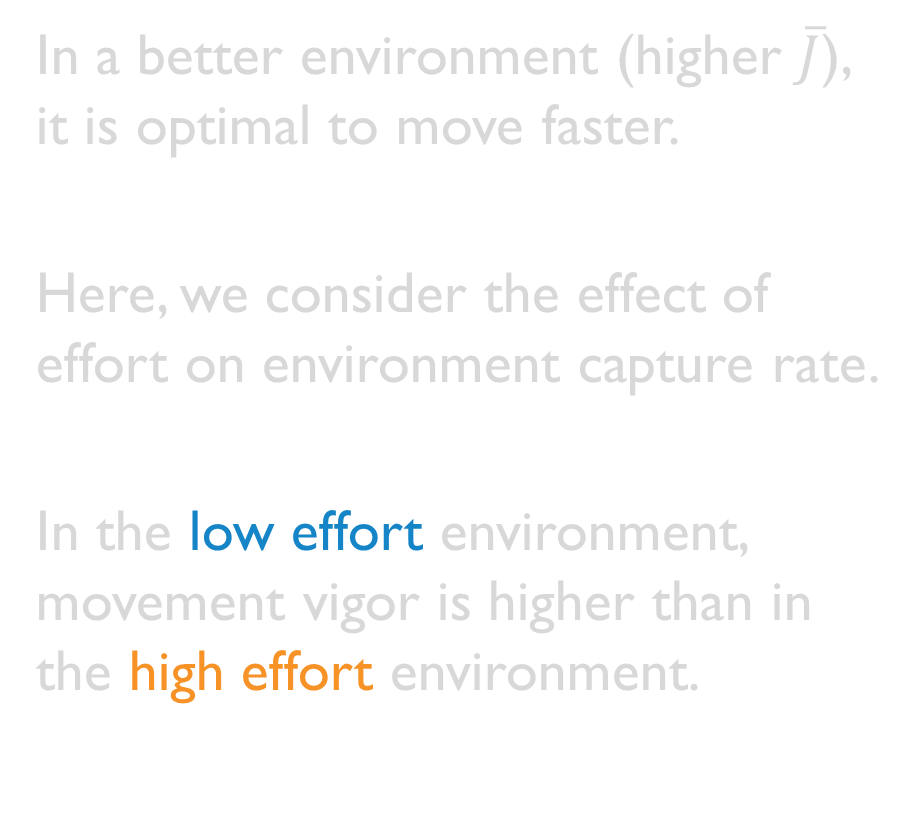 In a better environment (higher J̄),
it is optimal to move faster.
Here, we consider the effect of
effort on environment capture rate.
In the low effort environment,
movement vigor is higher than in
the high effort environment.